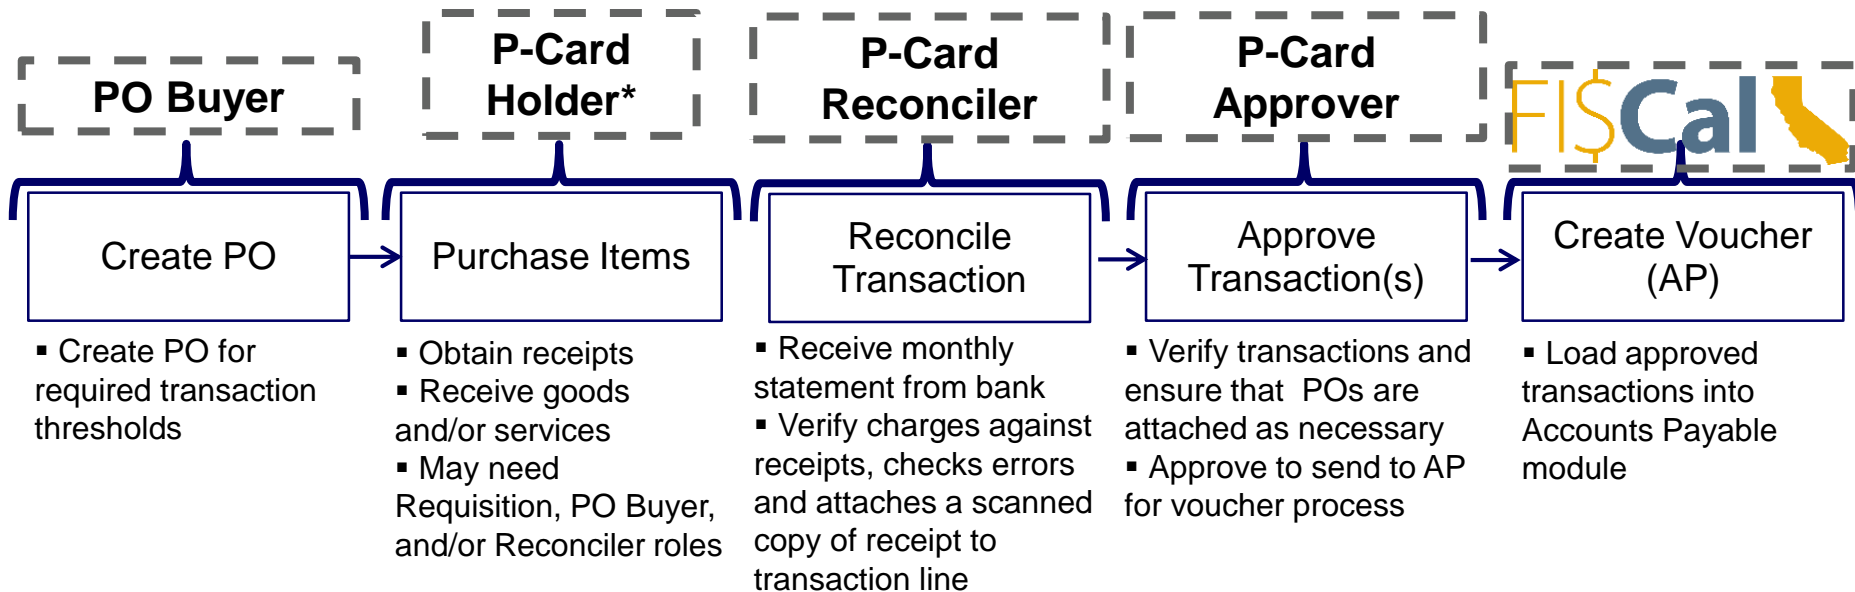 PO Buyer
P-Card
Holder*
P-Card
Reconciler
P-Card
Approver
FI$Cal
Create PO
Purchase Items
Reconcile
Transaction
Approve
Transaction(s)
Create Voucher
(AP)
▪ Create PO for
required transaction
thresholds
▪ Obtain receipts
▪ Receive goods
and/or services
▪ May need
Requisition, PO Buyer,
and/or Reconciler roles
▪ Receive monthly
statement from bank
▪ Verify charges against
receipts, checks errors
and attaches a scanned
copy of receipt to
transaction line
▪ Verify transactions and
ensure that POs are
attached as necessary
▪ Approve to send to AP
for voucher process
▪ Load approved
transactions into
Accounts Payable
module